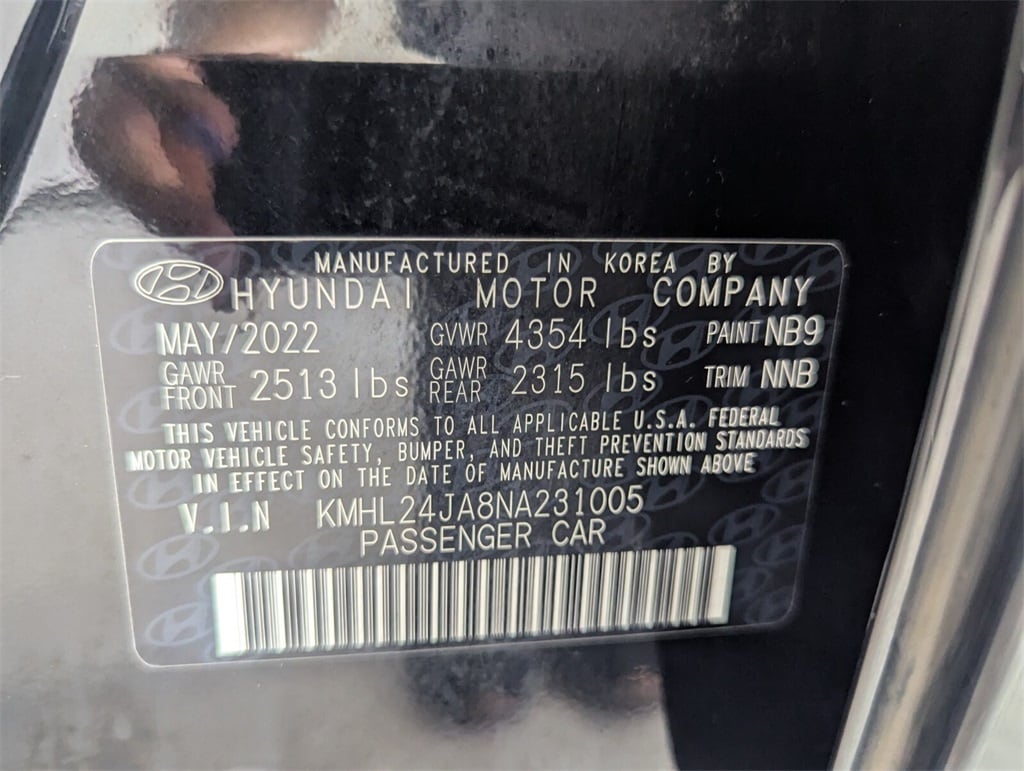 MANUFACTURED IN KOREA BY
HYUNDAI MOTOR COMPANY
MAY/2022 GVWR 4354 lbs PAINT NB9
GAWR FRONT 2513 lbs GAWR REAR 2315 lbs TRIM NNB
THIS VEHICLE CONFORMS TO ALL APPLICABLE U.S.A. FEDERAL
MOTOR VEHICLE SAFETY, BUMPER, AND THEFT PREVENTION STANDARDS
IN EFFECT ON THE DATE OF MANUFACTURE SHOWN ABOVE
V.I.N KMHL24JA8NA231005
PASSENGER CAR